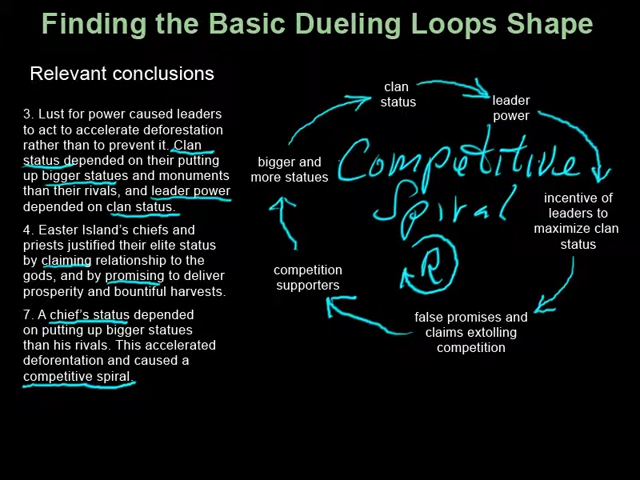 Finding the Basic Dueling Loops Shape
Relevant conclusions
3. Lust for power caused leaders
to act to accelerate deforestation
rather than to prevent it. Clan
status depended on their putting
up bigger statues and monuments
than their rivals, and leader power
depended on clan status.
4. Easter Island's chiefs and
priests justified their elite status
by claiming relationship to the
gods, and by promising to deliver
prosperity and bountiful harvests.
7. A chief's status depended
on putting up bigger statues
than his rivals. This accelerated
deforentation and caused a
competitive spiral.
clan
status
leader
power
incentive of
leaders to
maximize clan
status
false promises and
claims extolling
competition
competition
supporters
bigger and
more statues
Competitive
Spiral
R